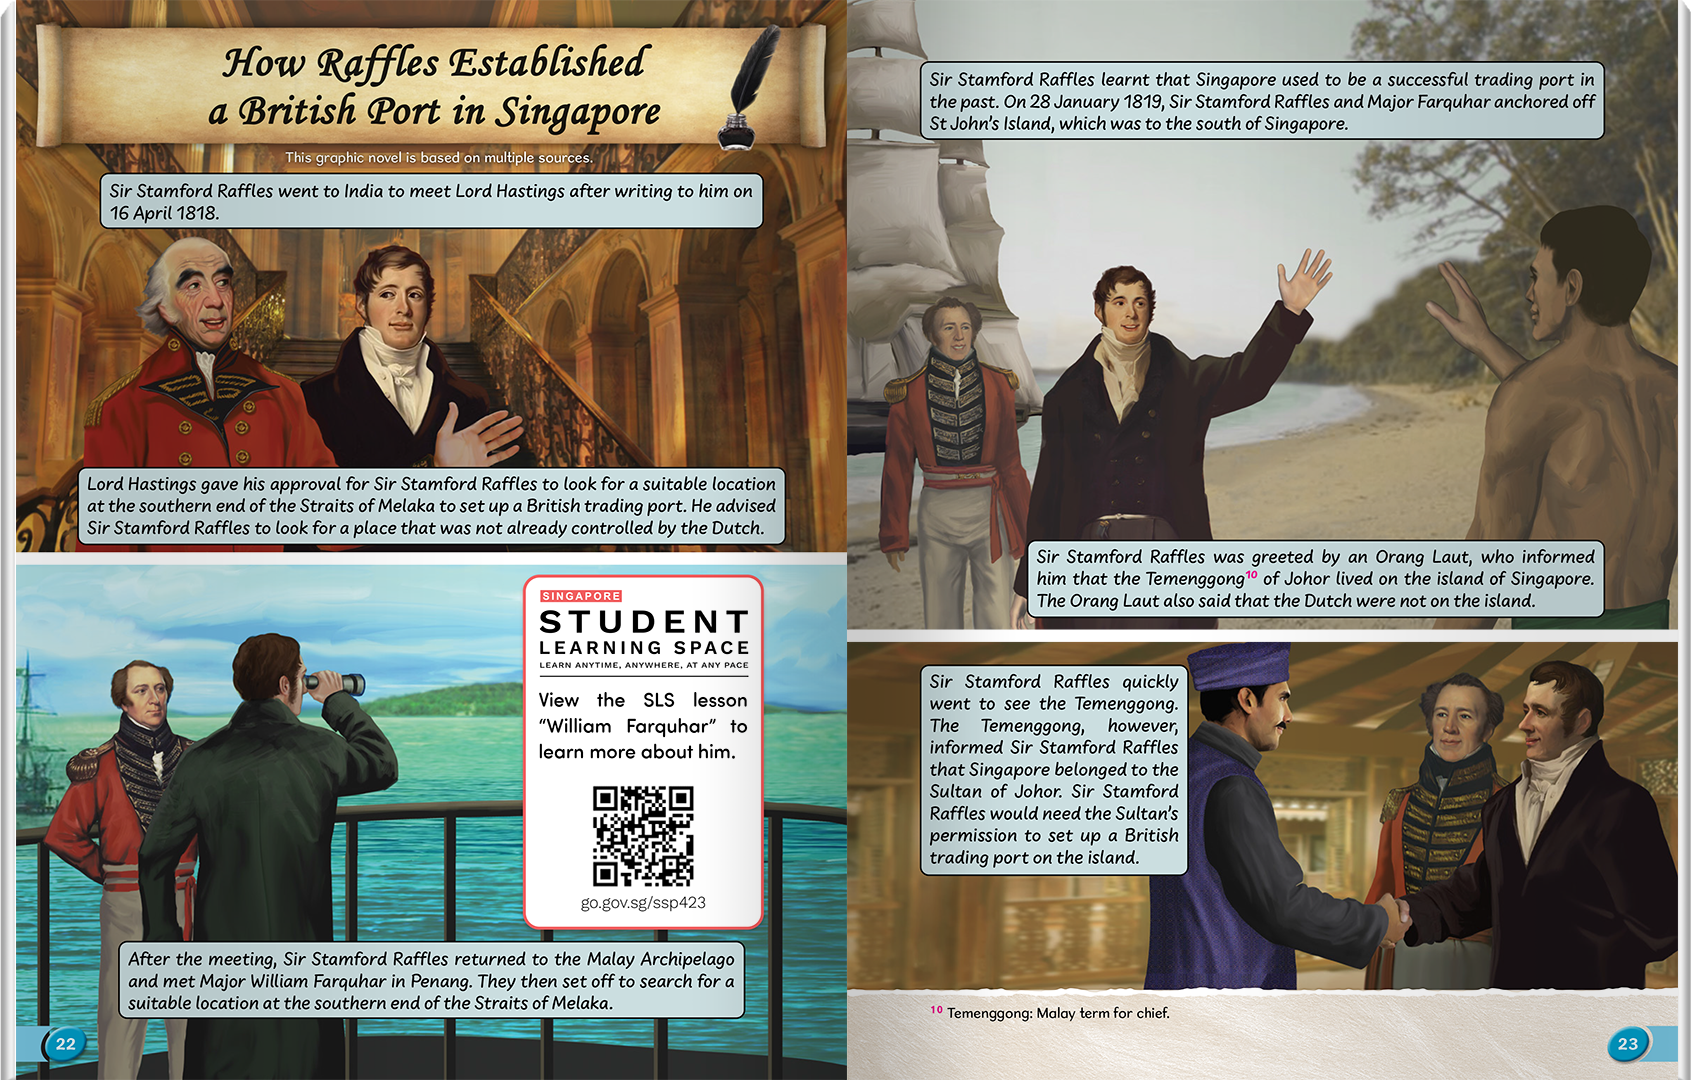 How Raffles Established
a British Port in Singapore
This graphic novel is based on multiple sources.
Sir Stamford Raffles went to India to meet Lord Hastings after writing to him on
16 April 1818.
Lord Hastings gave his approval for Sir Stamford Raffles to look for a suitable location
at the southern end of the Straits of Melaka to set up a British trading port. He advised
Sir Stamford Raffles to look for a place that was not already controlled by the Dutch.
SINGAPORE
STUDENT
LEARNING SPACE
LEARN ANYTIME, ANYWHERE, AT ANY PACE
View the SLS lesson
“William Farquhar” to
learn more about him.
go.gov.sg/ssp423
After the meeting, Sir Stamford Raffles returned to the Malay Archipelago
and met Major William Farquhar in Penang. They then set off to search for a
suitable location at the southern end of the Straits of Melaka.
22
Sir Stamford Raffles learnt that Singapore used to be a successful trading port in
the past. On 28 January 1819, Sir Stamford Raffles and Major Farquhar anchored off
St John’s Island, which was to the south of Singapore.
Sir Stamford Raffles was greeted by an Orang Laut, who informed
him that the Temenggong10 of Johor lived on the island of Singapore.
The Orang Laut also said that the Dutch were not on the island.
Sir Stamford Raffles quickly
went to see the Temenggong.
The Temenggong, however,
informed Sir Stamford Raffles
that Singapore belonged to the
Sultan of Johor. Sir Stamford
Raffles would need the Sultan’s
permission to set up a British
trading port on the island.
10 Temenggong: Malay term for chief.
23